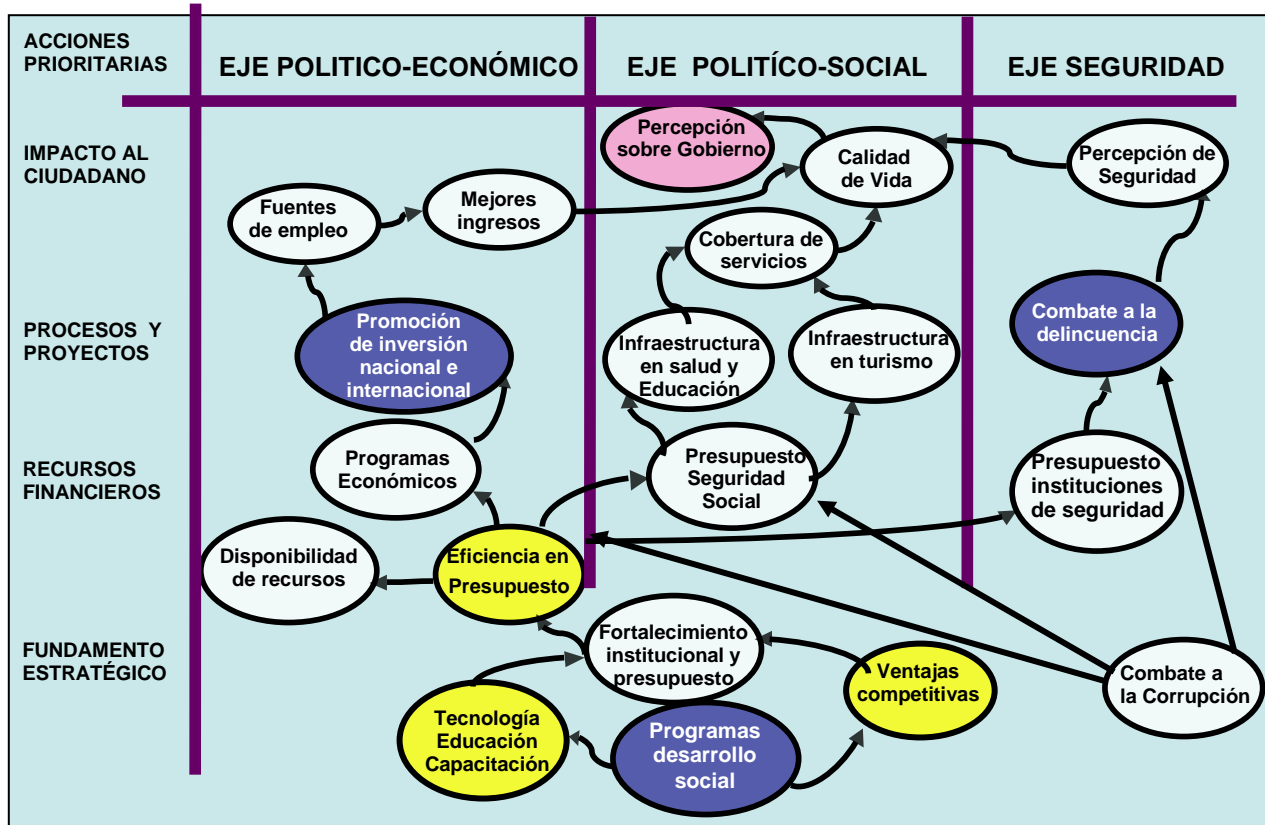 ACCIONES
PRIORITARIAS
EJE POLITICO-ECONÓMICO
EJE POLITÍCO-SOCIAL
EJE SEGURIDAD
IMPACTO AL
CIUDADANO
Fuentes
de empleo
Mejores
ingresos
Percepción
sobre Gobierno
Calidad
de Vida
Percepción de
Seguridad
Cobertura de
servicios
PROCESOS Y
PROYECTOS
Promoción
de inversión
nacional e
internacional
Infraestructura
en salud y
Educación
Infraestructura
en turismo
Combate a la
delincuencia
RECURSOS
FINANCIEROS
Programas
Económicos
Presupuesto
Seguridad
Social
Presupuesto
instituciones
de seguridad
Disponibilidad
de recursos
Eficiencia en
Presupuesto
FUNDAMENTO
ESTRATÉGICO
Fortalecimiento
institucional y
presupuesto
Ventajas
competitivas
Combate a
la Corrupción
Tecnología
Educación
Capacitación
Programas
desarrollo
social